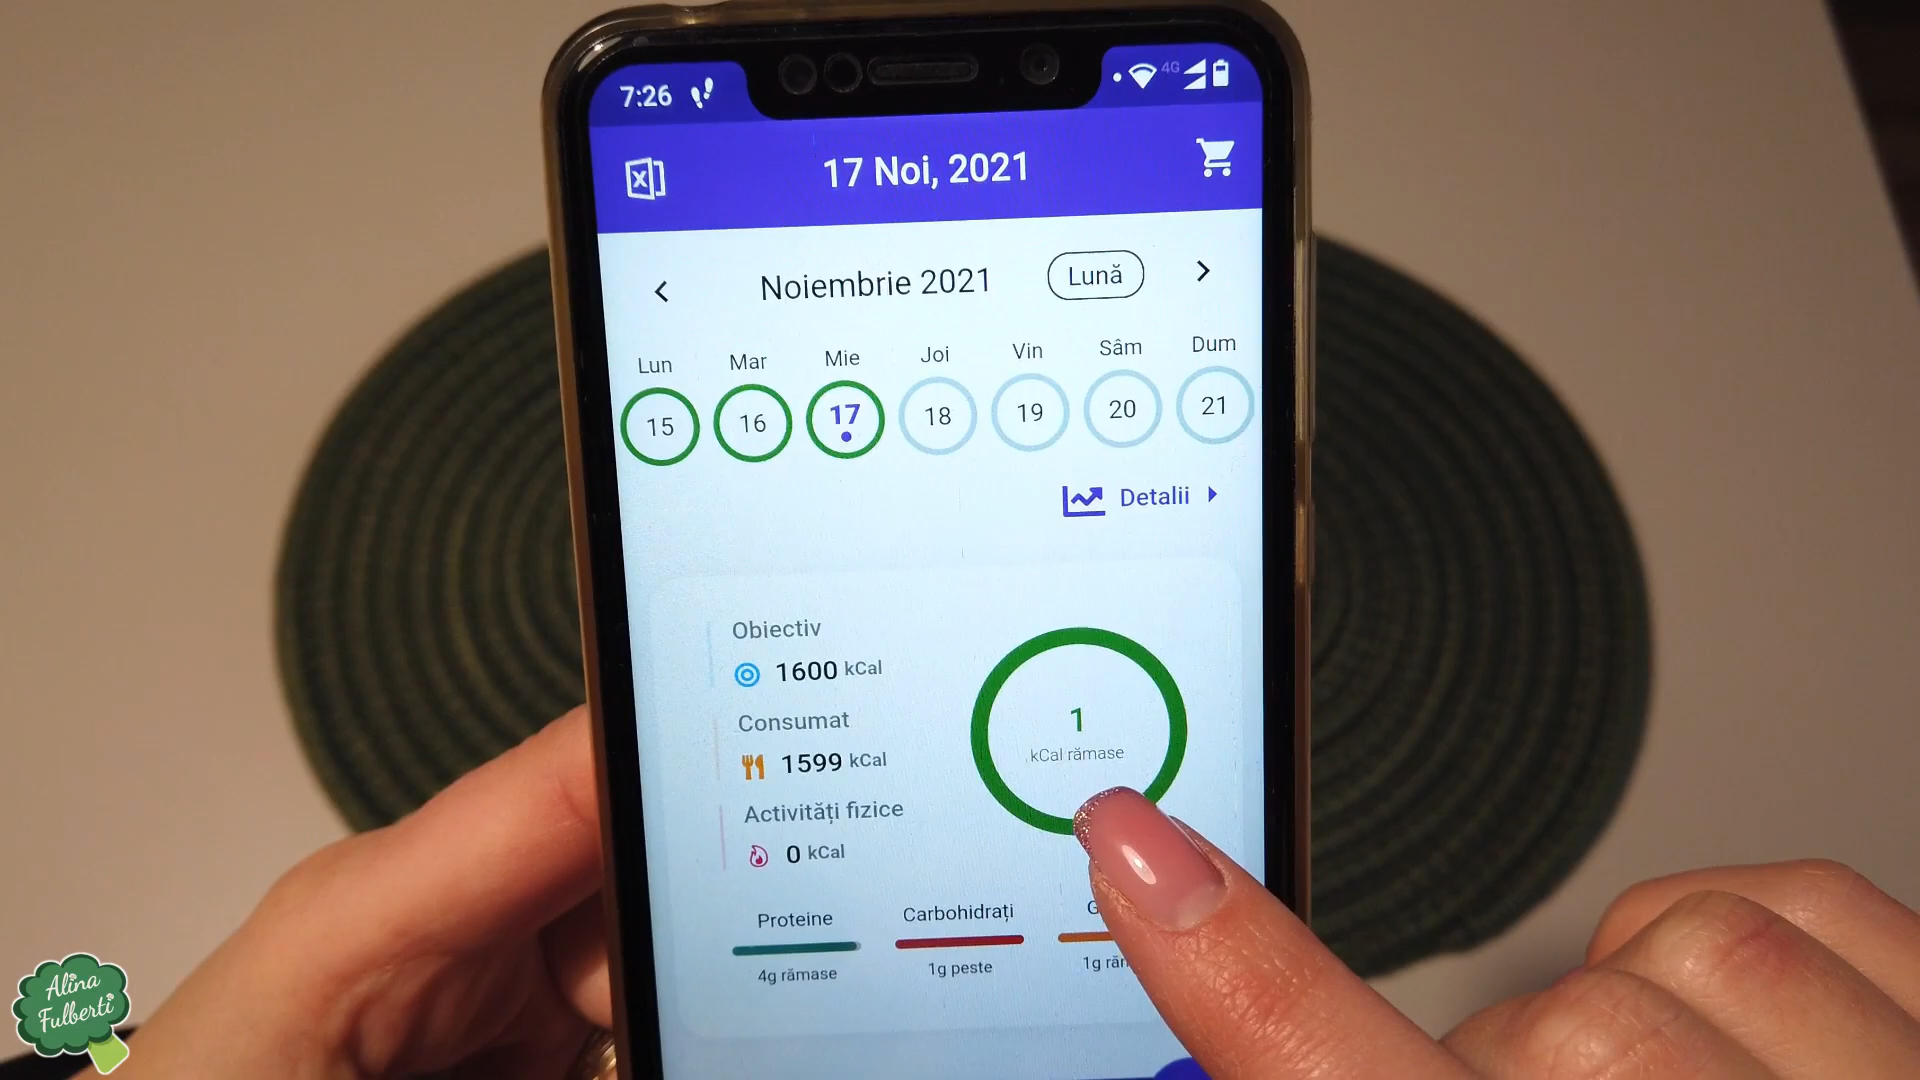 7:26
4G
17 Noi, 2021
Noiembrie 2021
Lună
Lun Mar Mie Joi Vin Sâm Dum
15 16 17 18 19 20 21
Detalii
Obiectiv
1600 kCal
Consumat
1599 kCal
Activități fizice
0 kCal
1
kCal rămase
Proteine Carbohidrați G
4g rămase 1g peste 1g răm
Alina
Fulberti